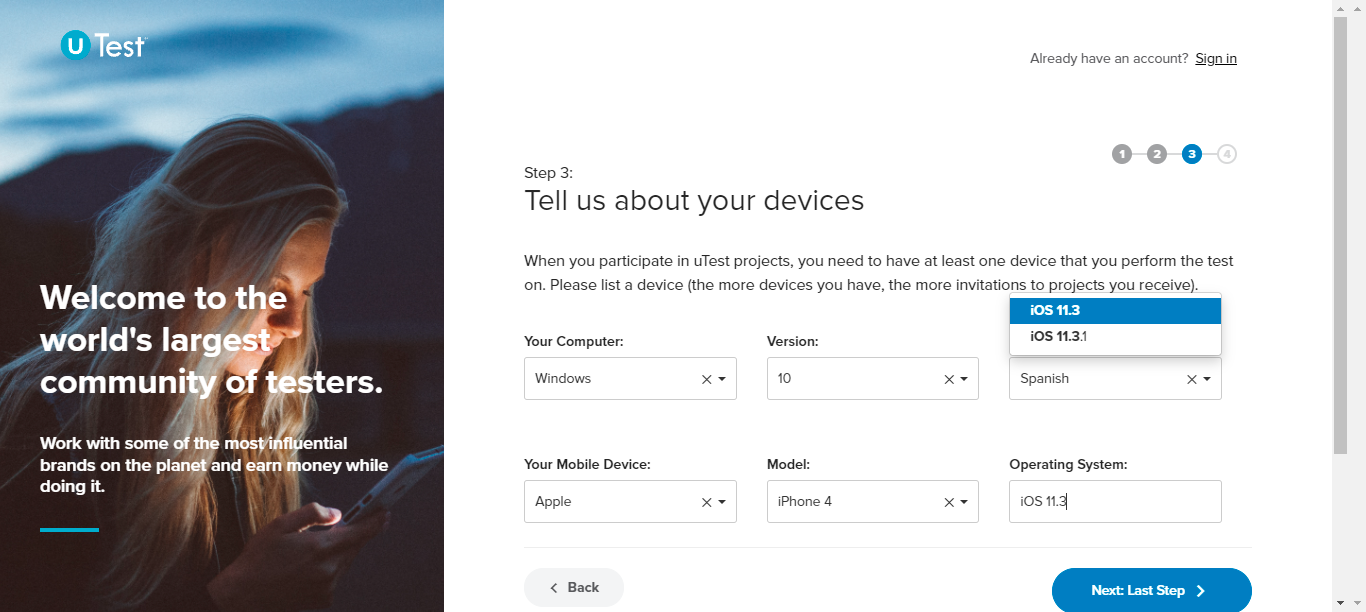 U Test
Already have an account? Sign in
1 2 3 4
Step 3:
Tell us about your devices
When you participate in uTest projects, you need to have at least one device that you perform the test
on. Please list a device (the more devices you have, the more invitations to projects you receive).
iOS 11.3
iOS 11.3.1
Your Computer:
Version:
Windows
10
Spanish
Your Mobile Device:
Model:
Operating System:
Apple
iPhone 4
iOS 11.3
Back
Next: Last Step
Welcome to the
world's largest
community of testers.
Work with some of the most influential
brands on the planet and earn money while
doing it.